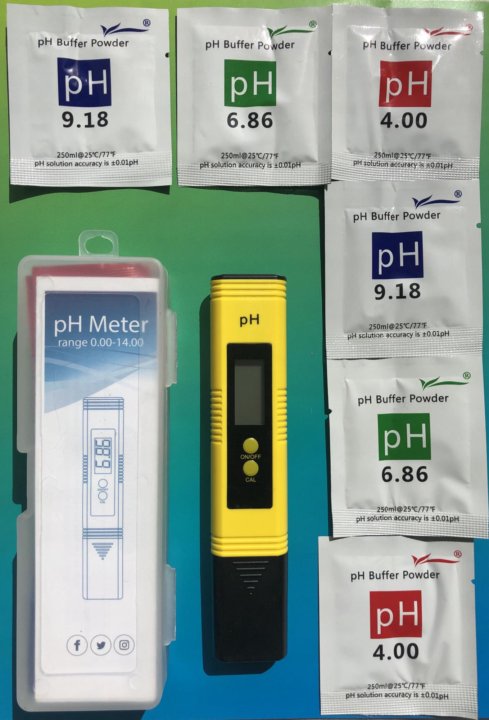 pH Buffer Powder
®
pH
9.18
250ml@25℃/77℉
pH solution accuracy is ±0.01pH
pH Buffer Powder
®
pH
6.86
250ml@25℃/77℉
pH solution accuracy is ±0.01pH
pH Buffer Powder
®
pH
4.00
250ml@25℃/77℉
pH solution accuracy is ±0.01pH
pH Buffer Powder
®
pH
9.18
250ml@25℃/77℉
pH solution accuracy is ±0.01pH
pH Meter
range 0.00-14.00
6.86
pH
ON/OFF
CAL
pH Buffer Powder
®
pH
6.86
250ml@25℃/77℉
pH solution accuracy is ±0.01pH
pH Buffer Powder
®
pH
4.00
250ml@25℃/77℉
pH solution accuracy is ±0.01pH